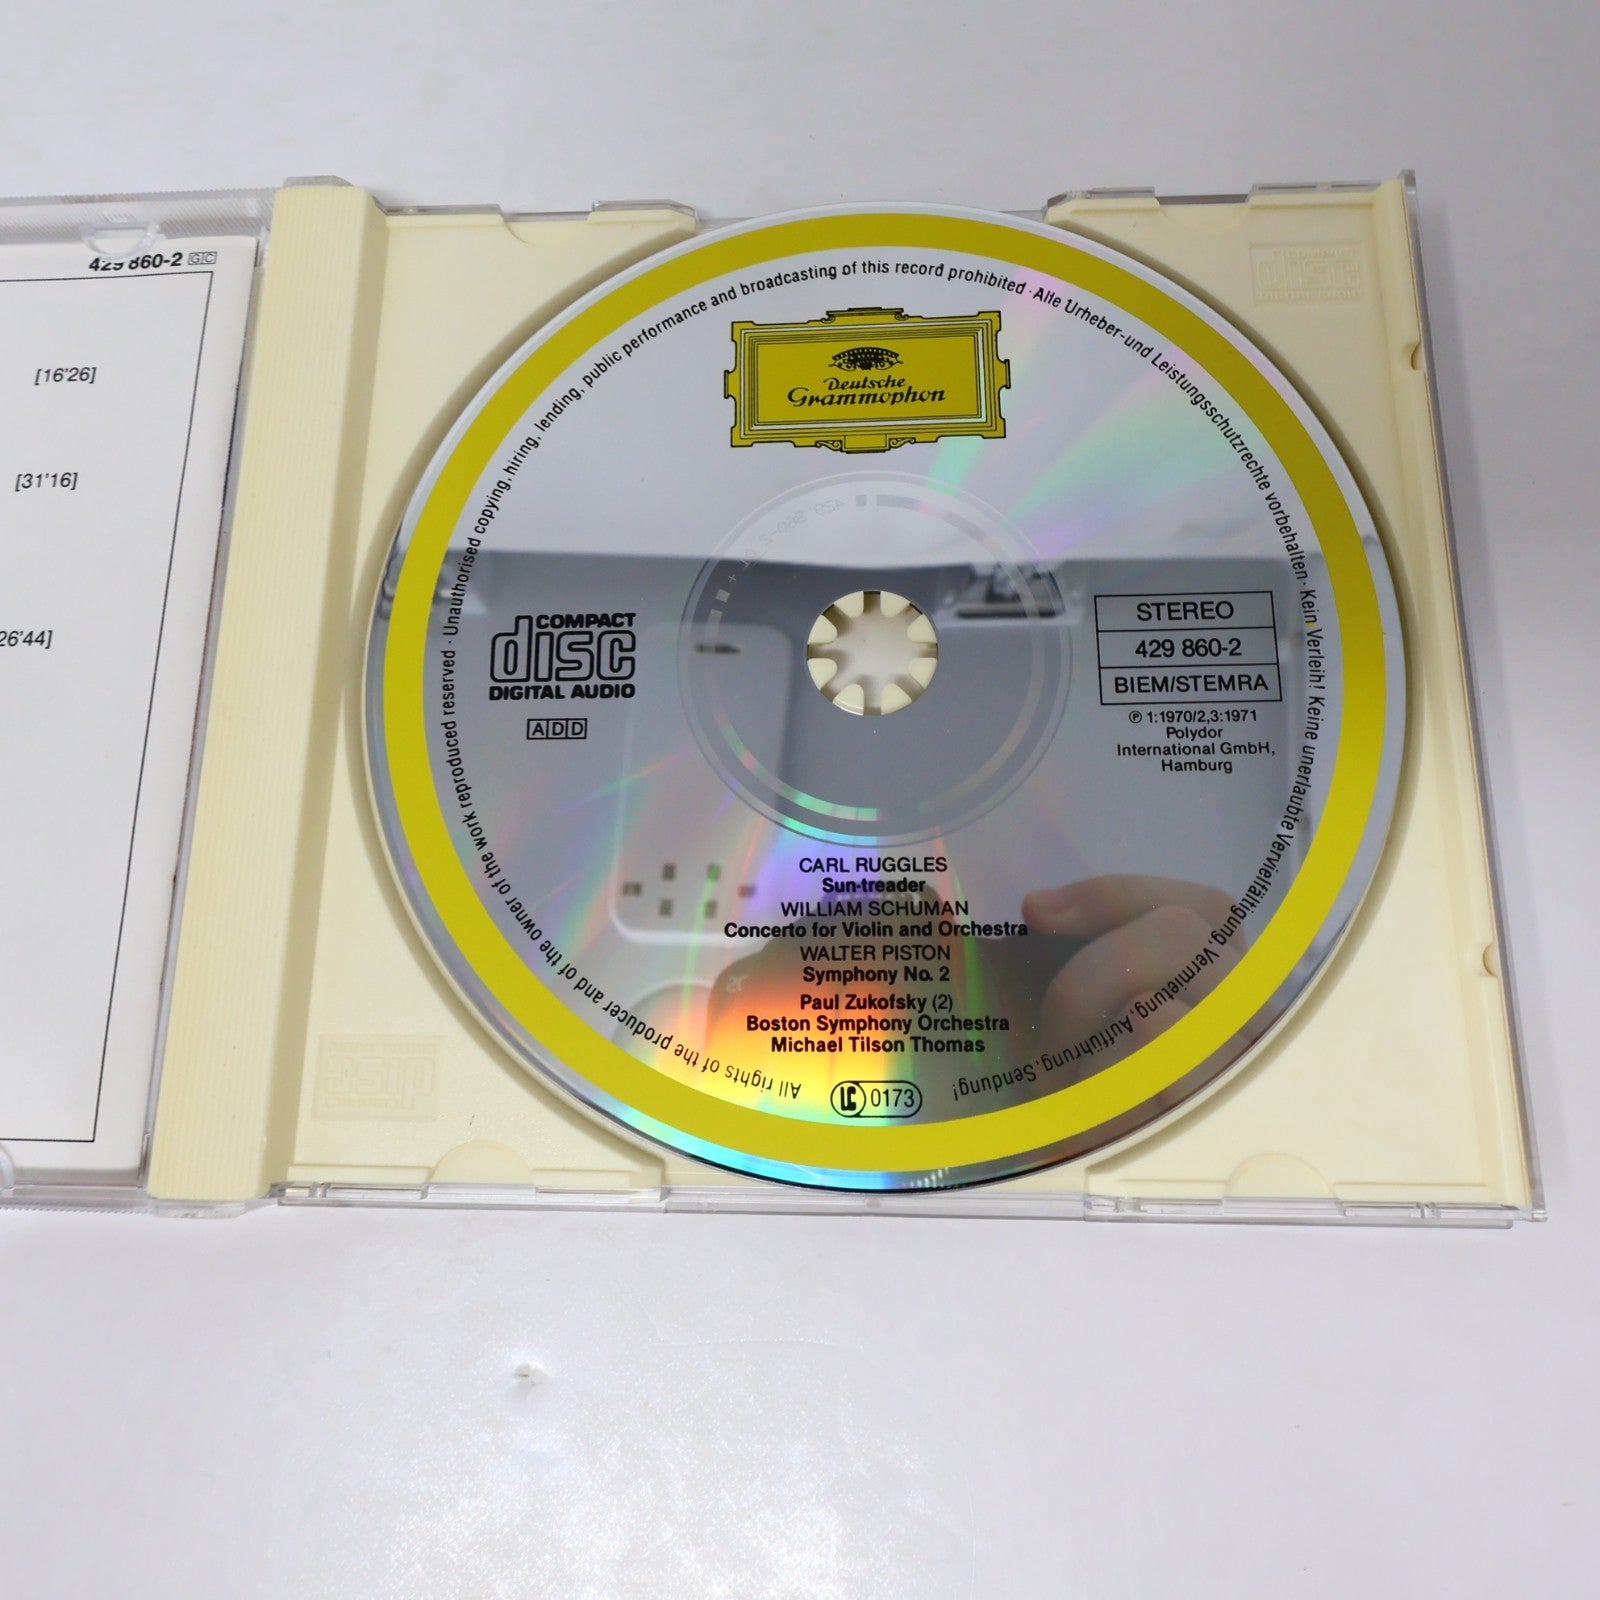 429 860-2 GC
[16'26]
[31'16]
26'44]
Deutsche
Grammophon
COMPACT
disc
DIGITAL AUDIO
ADD
STEREO
429 860-2
BIEM/STEMRA
℗ 1:1970/2,3:1971
Polydor
International GmbH,
Hamburg
CARL RUGGLES
Sun-treader
WILLIAM SCHUMAN
Concerto for Violin and Orchestra
WALTER PISTON
Symphony No. 2
Paul Zukofsky (2)
Boston Symphony Orchestra
Michael Tilson Thomas
LC 0173
All rights of the producer and of the owner of the work reproduced reserved · Unauthorised copying, hiring, lending, public performance and broadcasting of this record prohibited · Alle Urheber-und Leistungsschutzrechte vorbehalten · Kein Verleih! Keine unerlaubte Vervielfältigung, Vermietung, Aufführung, Sendung!